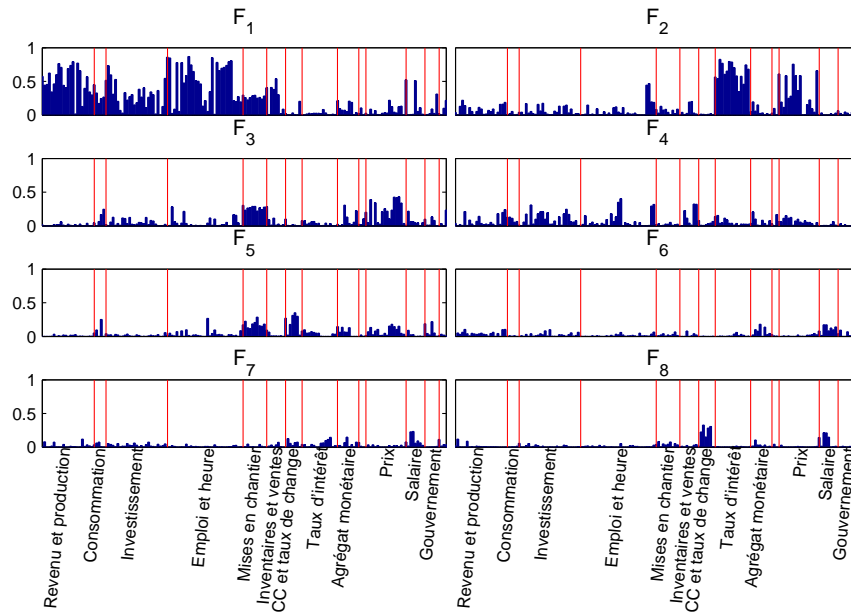 F1
F2
1
0.5
0
F3
F4
1
0.5
0
F5
F6
1
0.5
0
F7
F8
1
0.5
0
Revenu et production
Consommation
Investissement
Emploi et heure
Mises en chantier
Inventaires et ventes
CC et taux de change
Taux d'intérêt
Agrégat monétaire
Prix
Salaire
Gouvernement
Revenu et production
Consommation
Investissement
Emploi et heure
Mises en chantier
Inventaires et ventes
CC et taux de change
Taux d'intérêt
Agrégat monétaire
Prix
Salaire
Gouvernement